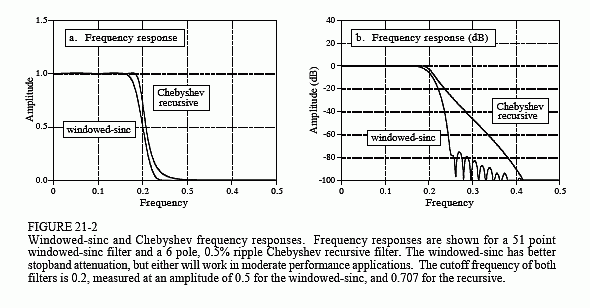 a. Frequency response
1.5
1.0
0.5
0.0
Amplitude
Chebyshev
recursive
windowed-sinc
0 0.1 0.2 0.3 0.4 0.5
Frequency
b. Frequency response (dB)
40
20
0
-20
-40
-60
-80
-100
Amplitude (dB)
Chebyshev
recursive
windowed-sinc
0 0.1 0.2 0.3 0.4 0.5
Frequency
FIGURE 21-2
Windowed-sinc and Chebyshev frequency responses. Frequency responses are shown for a 51 point
windowed-sinc filter and a 6 pole, 0.5% ripple Chebyshev recursive filter. The windowed-sinc has better
stopband attenuation, but either will work in moderate performance applications. The cutoff frequency of both
filters is 0.2, measured at an amplitude of 0.5 for the windowed-sinc, and 0.707 for the recursive.